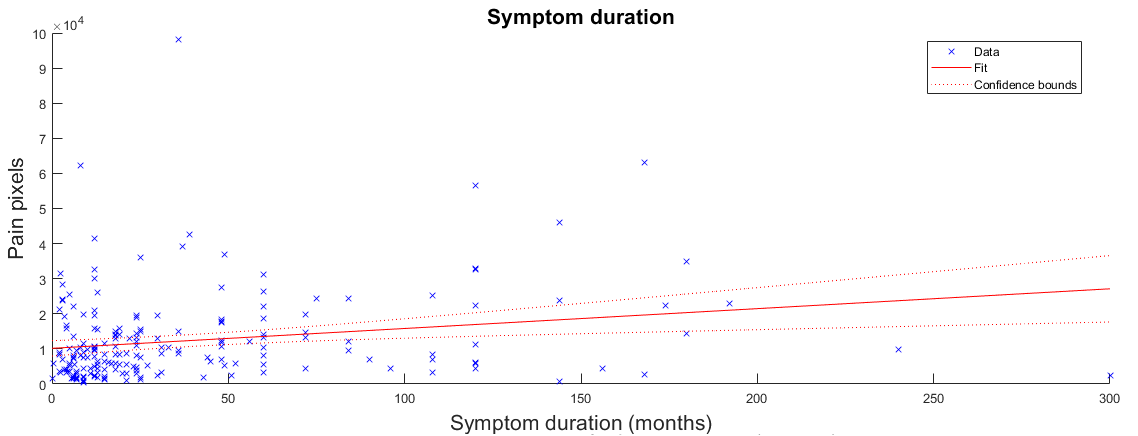 Symptom duration
×10⁴
10
9
8
7
6
5
4
3
2
1
0
Pain pixels
Data
Fit
Confidence bounds
0 50 100 150 200 250 300
Symptom duration (months)